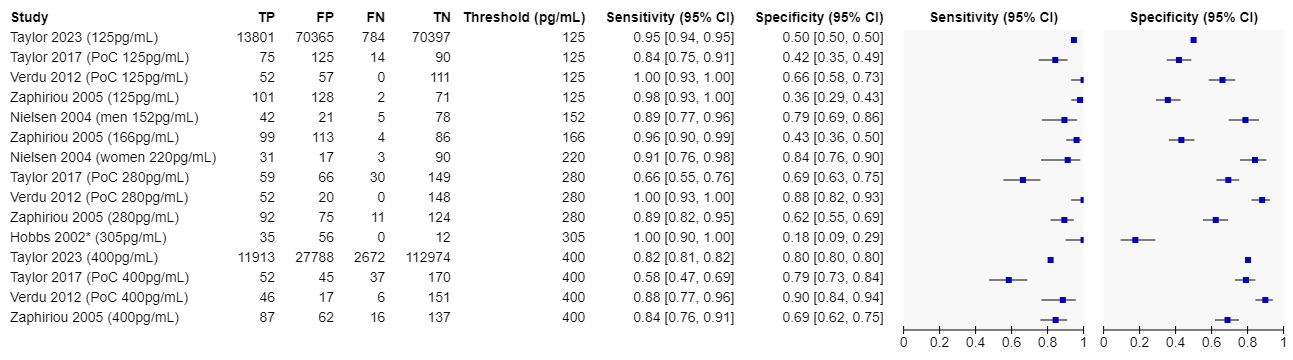 Study TP FP FN TN Threshold (pg/mL) Sensitivity (95% CI) Specificity (95% CI) Sensitivity (95% CI) Specificity (95% CI)
Taylor 2023 (125pg/mL) 13801 70365 784 70397 125 0.95 [0.94, 0.95] 0.50 [0.50, 0.50]
Taylor 2017 (PoC 125pg/mL) 75 125 14 90 125 0.84 [0.75, 0.91] 0.42 [0.35, 0.49]
Verdu 2012 (PoC 125pg/mL) 52 57 0 111 125 1.00 [0.93, 1.00] 0.66 [0.58, 0.73]
Zaphiriou 2005 (125pg/mL) 101 128 2 71 125 0.98 [0.93, 1.00] 0.36 [0.29, 0.43]
Nielsen 2004 (men 152pg/mL) 42 21 5 78 152 0.89 [0.77, 0.96] 0.79 [0.69, 0.86]
Zaphiriou 2005 (166pg/mL) 99 113 4 86 166 0.96 [0.90, 0.99] 0.43 [0.36, 0.50]
Nielsen 2004 (women 220pg/mL) 31 17 3 90 220 0.91 [0.76, 0.98] 0.84 [0.76, 0.90]
Taylor 2017 (PoC 280pg/mL) 59 66 30 149 280 0.66 [0.55, 0.76] 0.69 [0.63, 0.75]
Verdu 2012 (PoC 280pg/mL) 52 20 0 148 280 1.00 [0.93, 1.00] 0.88 [0.82, 0.93]
Zaphiriou 2005 (280pg/mL) 92 75 11 124 280 0.89 [0.82, 0.95] 0.62 [0.55, 0.69]
Hobbs 2002* (305pg/mL) 35 56 0 12 305 1.00 [0.90, 1.00] 0.18 [0.09, 0.29]
Taylor 2023 (400pg/mL) 11913 27788 2672 112974 400 0.82 [0.81, 0.82] 0.80 [0.80, 0.80]
Taylor 2017 (PoC 400pg/mL) 52 45 37 170 400 0.58 [0.47, 0.69] 0.79 [0.73, 0.84]
Verdu 2012 (PoC 400pg/mL) 46 17 6 151 400 0.88 [0.77, 0.96] 0.90 [0.84, 0.94]
Zaphiriou 2005 (400pg/mL) 87 62 16 137 400 0.84 [0.76, 0.91] 0.69 [0.62, 0.75]
0 0.2 0.4 0.6 0.8 1 0 0.2 0.4 0.6 0.8 1